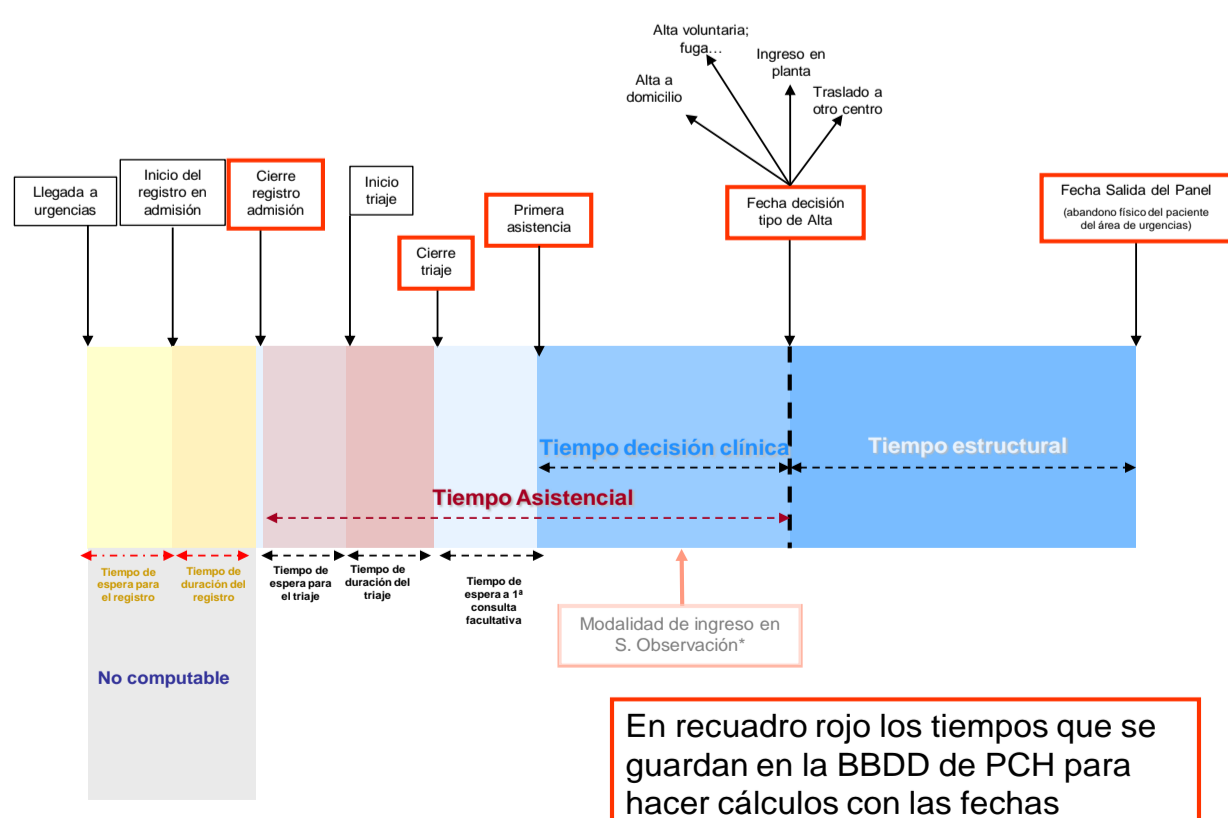 Alta voluntaria;
fuga…
Ingreso en
planta
Alta a
domicilio
Traslado a
otro centro
Llegada a
urgencias
Inicio del
registro en
admisión
Cierre
registro
admisión
Inicio
triaje
Cierre
triaje
Primera
asistencia
Fecha decisión
tipo de Alta
Fecha Salida del Panel
(abandono físico del paciente
del área de urgencias)
Tiempo decisión clínica
Tiempo estructural
Tiempo Asistencial
Tiempo de
espera para
el registro
Tiempo de
duración del
registro
Tiempo de
espera para
el triaje
Tiempo de
duración del
triaje
Tiempo de
espera a 1ª
consulta
facultativa
Modalidad de ingreso en
S. Observación*
No computable
En recuadro rojo los tiempos que se
guardan en la BBDD de PCH para
hacer cálculos con las fechas